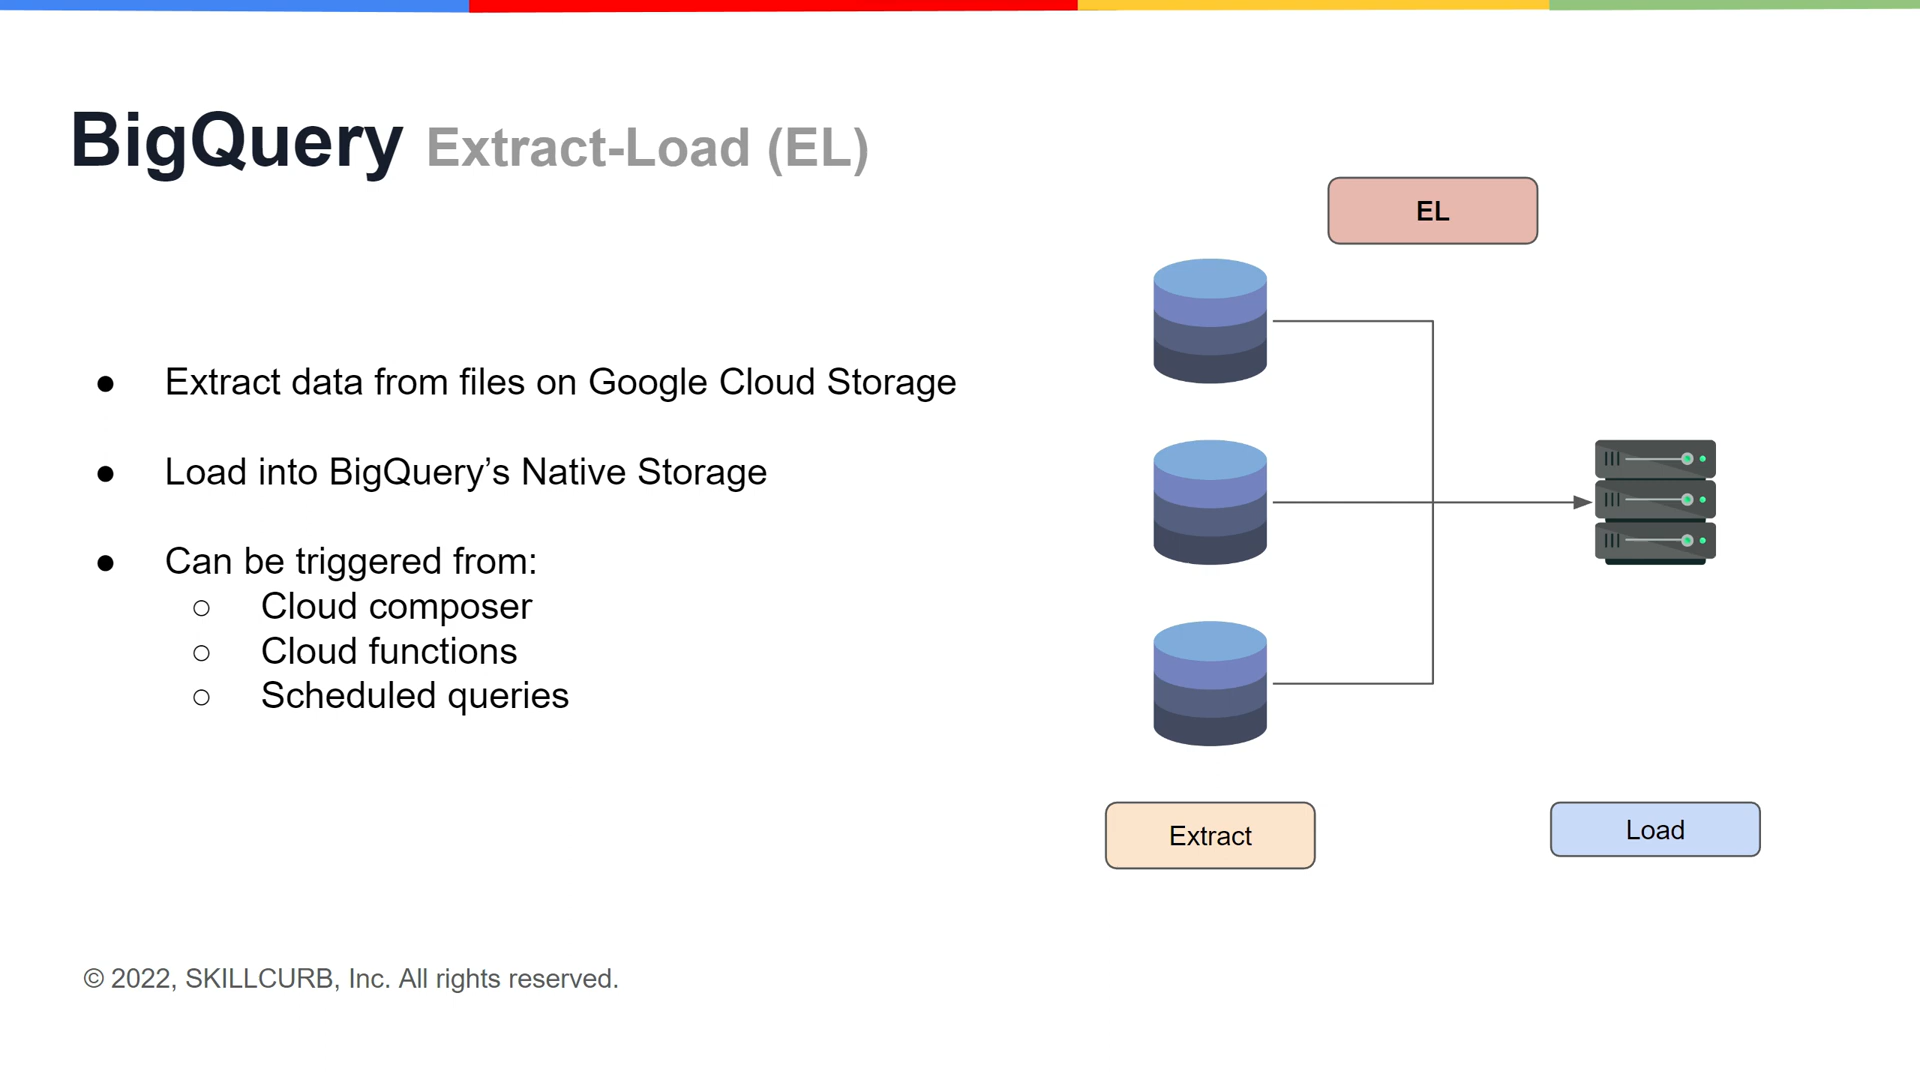 BigQuery Extract-Load (EL)
EL
● Extract data from files on Google Cloud Storage
● Load into BigQuery’s Native Storage
● Can be triggered from:
○ Cloud composer
○ Cloud functions
○ Scheduled queries
Extract
Load
© 2022, SKILLCURB, Inc. All rights reserved.